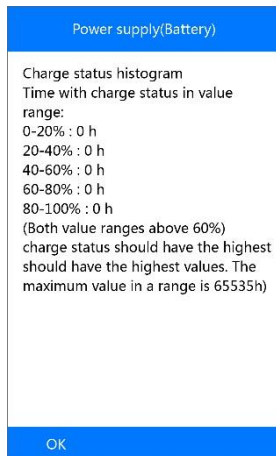 Power supply(Battery)
Charge status histogram
Time with charge status in value
range:
0-20% : 0 h
20-40% : 0 h
40-60% : 0 h
60-80% : 0 h
80-100% : 0 h
(Both value ranges above 60%)
charge status should have the highest
should have the highest values. The
maximum value in a range is 65535h)
OK